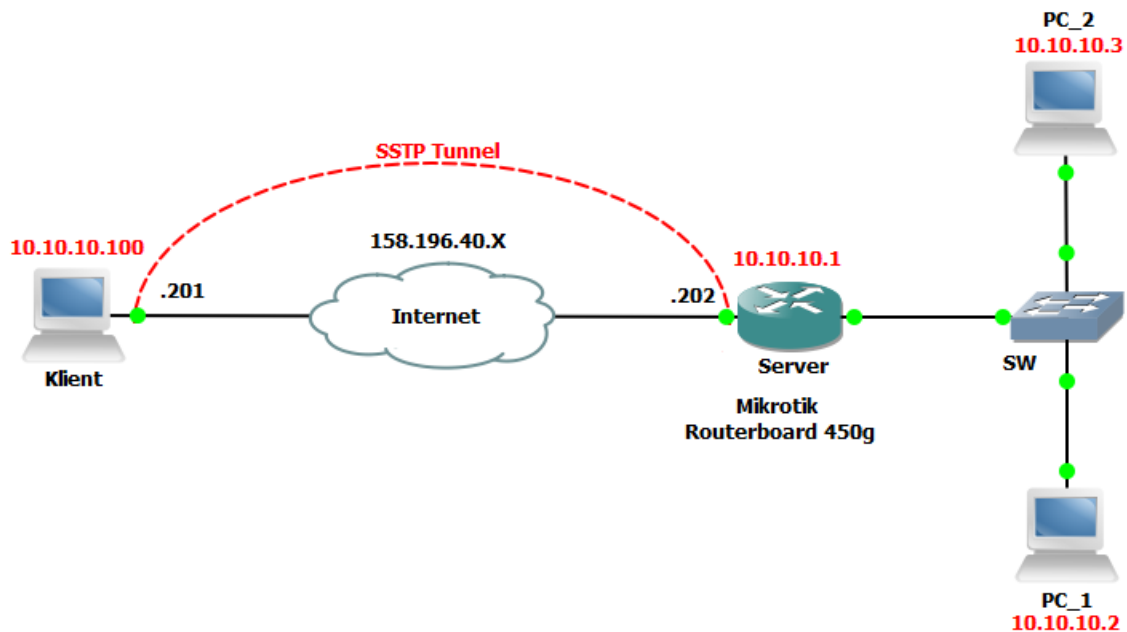 PC_2
10.10.10.3
SSTP Tunnel
10.10.10.100
158.196.40.X
10.10.10.1
.201
.202
Internet
Klient
Server
SW
Mikrotik
Routerboard 450g
PC_1
10.10.10.2